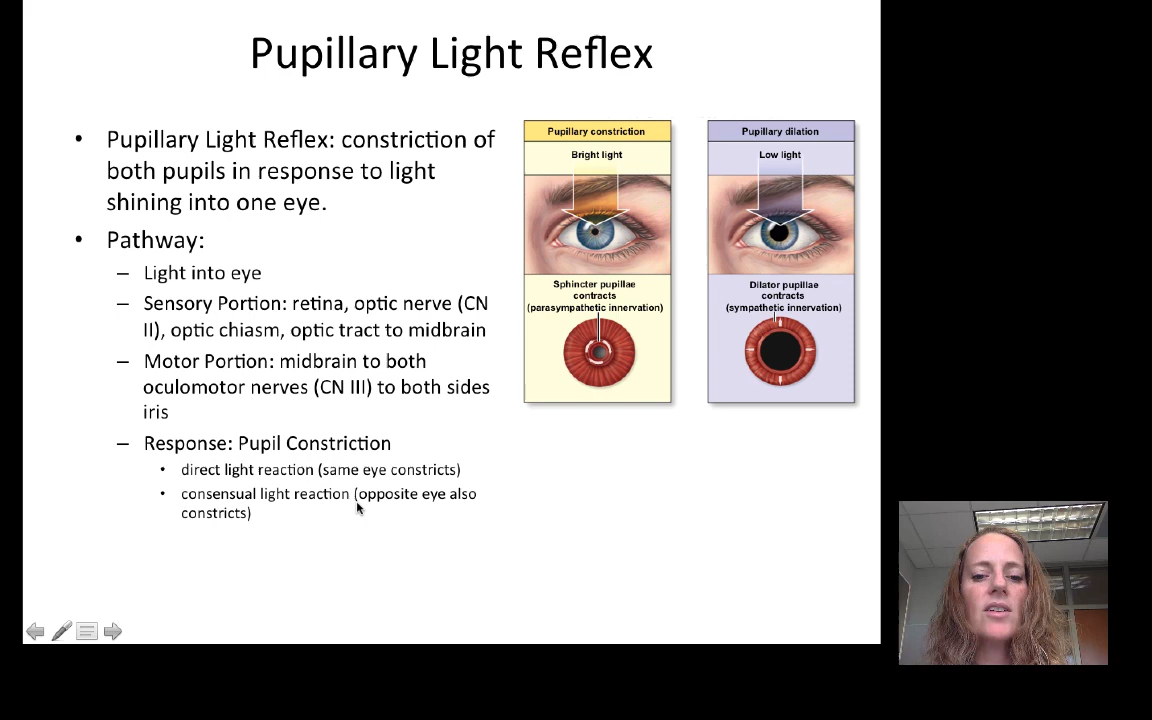 Pupillary Light Reflex
• Pupillary Light Reflex: constriction of
both pupils in response to light
shining into one eye.
• Pathway:
– Light into eye
– Sensory Portion: retina, optic nerve (CN
II), optic chiasm, optic tract to midbrain
– Motor Portion: midbrain to both
oculomotor nerves (CN III) to both sides
iris
– Response: Pupil Constriction
• direct light reaction (same eye constricts)
• consensual light reaction (opposite eye also
constricts)
Pupillary constriction
Bright light
Sphincter pupillae
contracts
(parasympathetic innervation)
Pupillary dilation
Low light
Dilator pupillae
contracts
(sympathetic innervation)